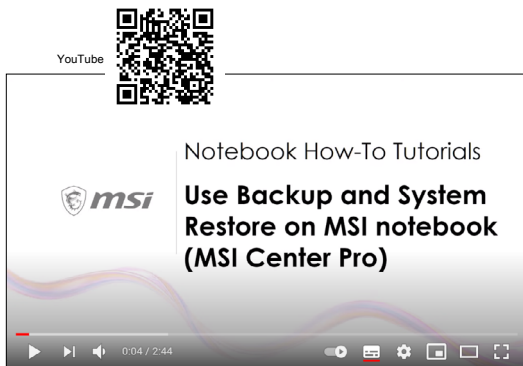 YouTube
Notebook How-To Tutorials
msi
Use Backup and System
Restore on MSI notebook
(MSI Center Pro)
0:04 / 2:44